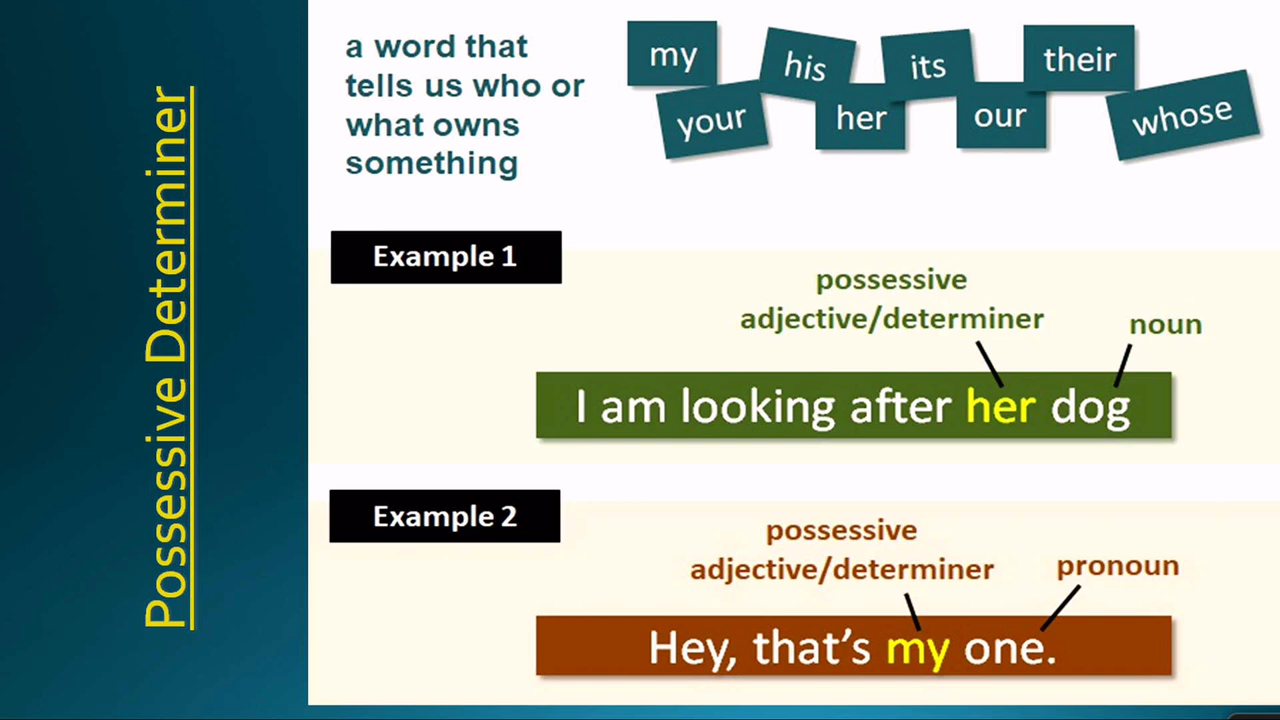 Possessive Determiner
a word that
tells us who or
what owns
something
my his its their
your her our whose
Example 1
possessive
adjective/determiner
noun
I am looking after her dog
Example 2
possessive
adjective/determiner
pronoun
Hey, that's my one.